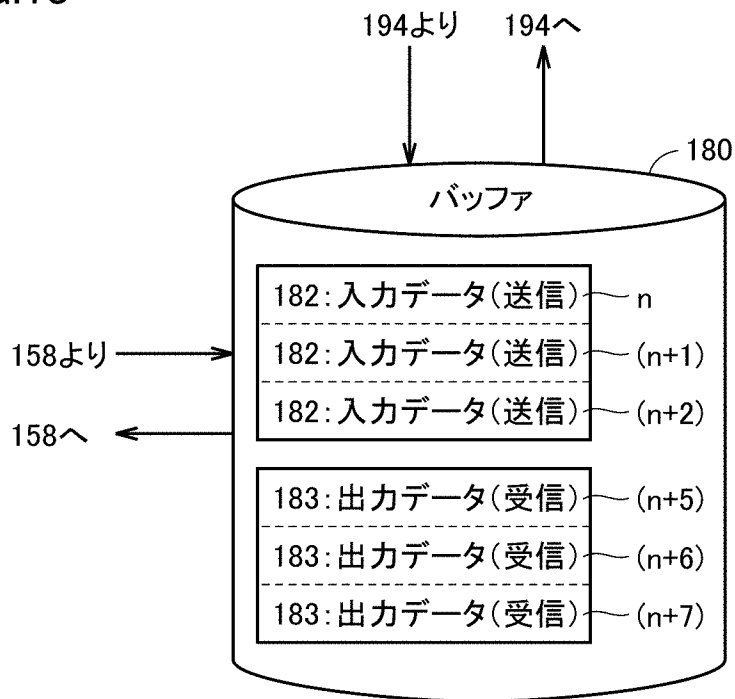 194より 194へ
180
バッファ
182:入力データ(送信) n
182:入力データ(送信) (n+1)
158より
182:入力データ(送信) (n+2)
158へ
183:出力データ(受信) (n+5)
183:出力データ(受信) (n+6)
183:出力データ(受信) (n+7)